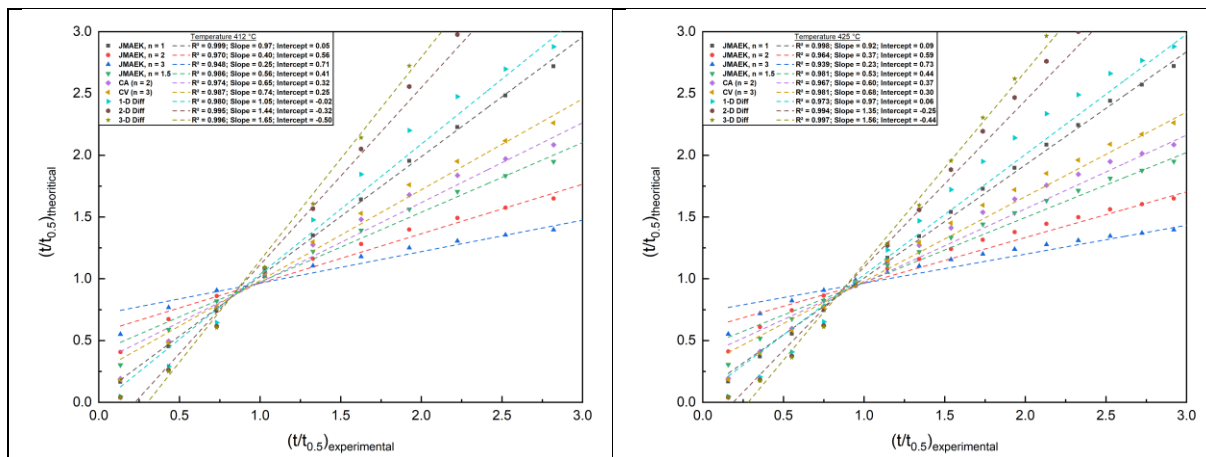 Temperature 412 °C
JMAEK, n = 1 R² = 0.999; Slope = 0.97; Intercept = 0.05
JMAEK, n = 2 R² = 0.970; Slope = 0.40; Intercept = 0.56
JMAEK, n = 3 R² = 0.948; Slope = 0.25; Intercept = 0.71
JMAEK, n = 1.5 R² = 0.986; Slope = 0.56; Intercept = 0.41
CA (n = 2) R² = 0.974; Slope = 0.65; Intercept = 0.32
CV (n = 3) R² = 0.987; Slope = 0.74; Intercept = 0.25
1-D Diff R² = 0.980; Slope = 1.05; Intercept = -0.02
2-D Diff R² = 0.995; Slope = 1.44; Intercept = -0.32
3-D Diff R² = 0.996; Slope = 1.65; Intercept = -0.50
3.0
2.5
2.0
1.5
1.0
0.5
0.0
(t/t0.5)theoritical
0.0 0.5 1.0 1.5 2.0 2.5 3.0
(t/t0.5)experimental
Temperature 425 °C
JMAEK, n = 1 R² = 0.998; Slope = 0.92; Intercept = 0.09
JMAEK, n = 2 R² = 0.964; Slope = 0.37; Intercept = 0.59
JMAEK, n = 3 R² = 0.939; Slope = 0.23; Intercept = 0.73
JMAEK, n = 1.5 R² = 0.981; Slope = 0.53; Intercept = 0.44
CA (n = 2) R² = 0.967; Slope = 0.60; Intercept = 0.37
CV (n = 3) R² = 0.981; Slope = 0.68; Intercept = 0.30
1-D Diff R² = 0.973; Slope = 0.97; Intercept = 0.06
2-D Diff R² = 0.994; Slope = 1.35; Intercept = -0.25
3-D Diff R² = 0.997; Slope = 1.56; Intercept = -0.44
3.0
2.5
2.0
1.5
1.0
0.5
0.0
(t/t0.5)theoritical
0.0 0.5 1.0 1.5 2.0 2.5 3.0
(t/t0.5)experimental